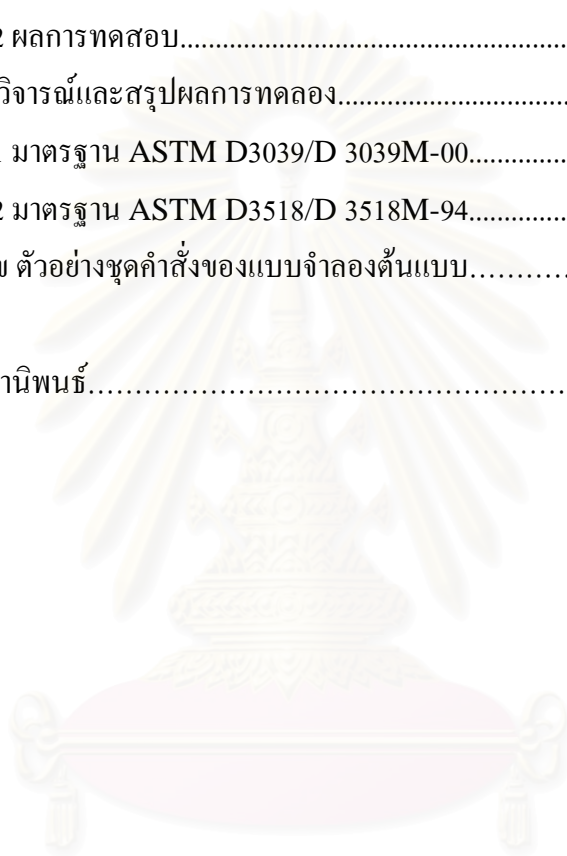 2 ผลการทดสอบ................................................................
วิจารณ์และสรุปผลการทดลอง........................................
มาตรฐาน ASTM D3039/D 3039M-00.................
2 มาตรฐาน ASTM D3518/D 3518M-94.................
ข ตัวอย่างชุดคำสั่งของแบบจำลองต้นแบบ............
านิพนธ์......................................................